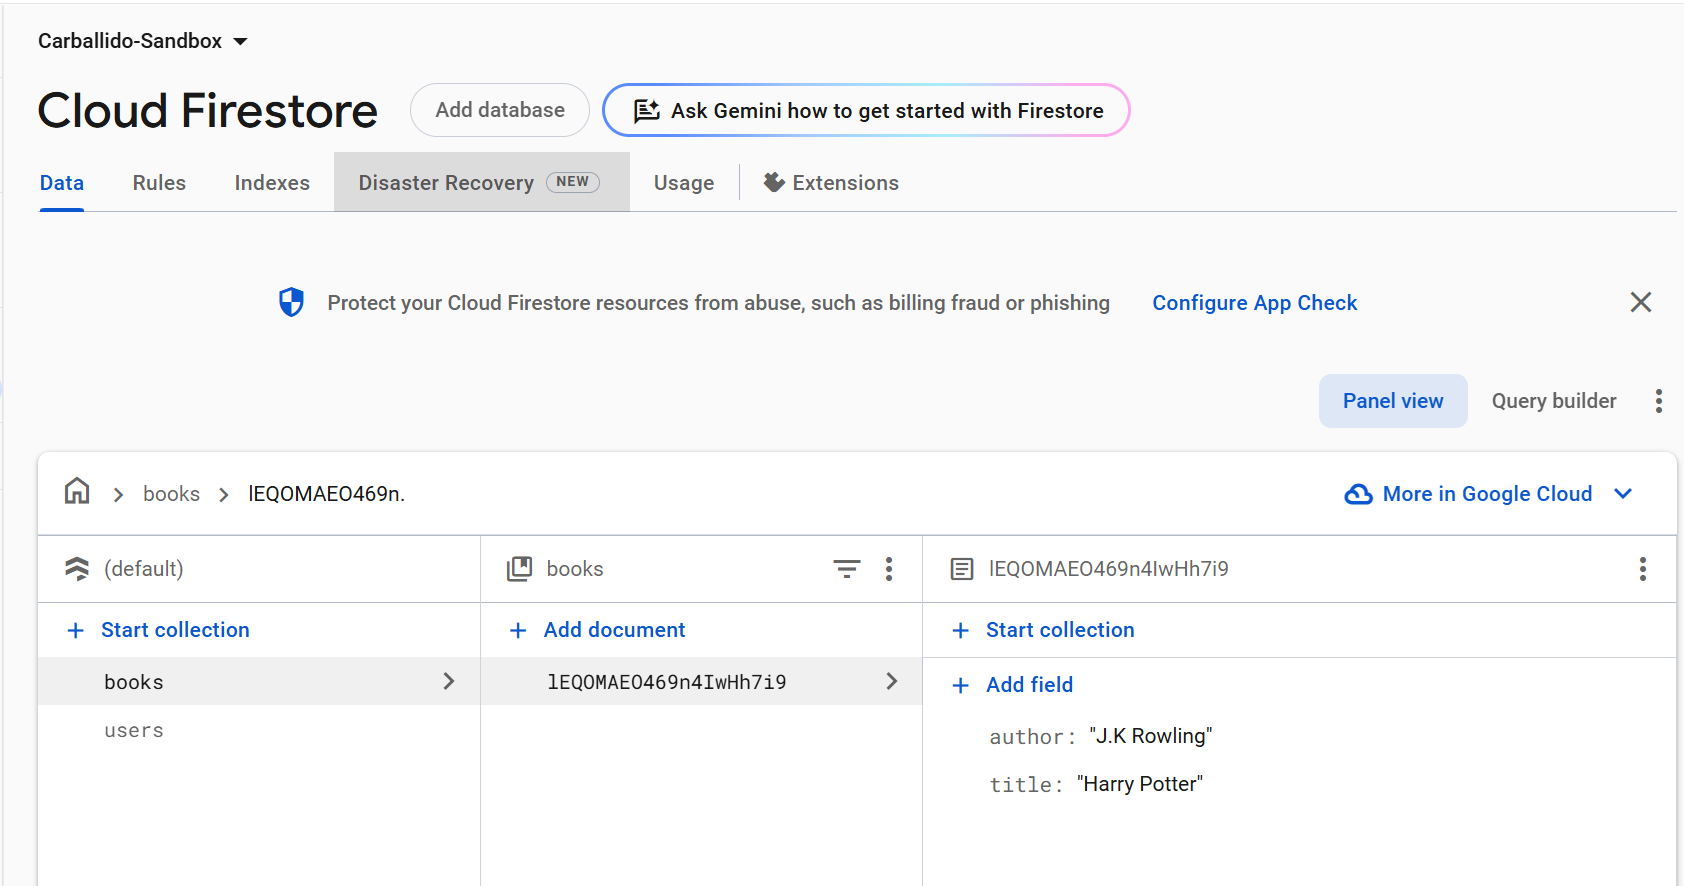 Carballido-Sandbox
Cloud Firestore
Add database
Ask Gemini how to get started with Firestore
Data
Rules
Indexes
Disaster Recovery NEW
Usage
Extensions
Protect your Cloud Firestore resources from abuse, such as billing fraud or phishing
Configure App Check
Panel view
Query builder
books
lEQOMAEO469n.
More in Google Cloud
(default)
books
lEQOMAEO469n4IwHh7i9
+ Start collection
+ Add document
+ Start collection
books
lEQOMAEO469n4IwHh7i9
+ Add field
users
author: "J.K Rowling"
title: "Harry Potter"